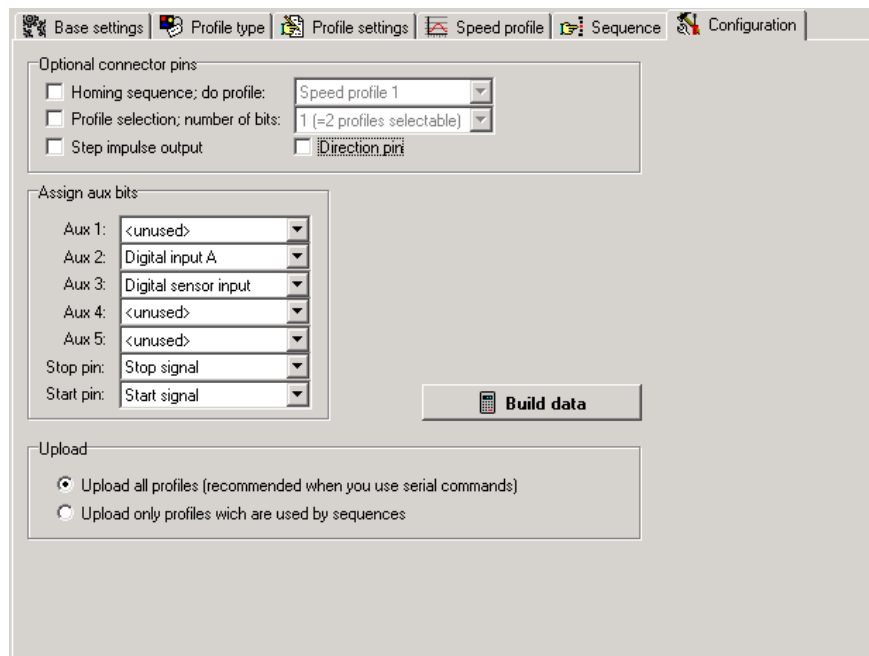 Base settings Profile type Profile settings Speed profile Sequence Configuration
Optional connector pins
Homing sequence; do profile: Speed profile 1
Profile selection; number of bits: 1 (=2 profiles selectable)
Step impulse output Direction pin
Assign aux bits
Aux 1: <unused>
Aux 2: Digital input A
Aux 3: Digital sensor input
Aux 4: <unused>
Aux 5: <unused>
Stop pin: Stop signal
Start pin: Start signal
Build data
Upload
Upload all profiles (recommended when you use serial commands)
Upload only profiles wich are used by sequences